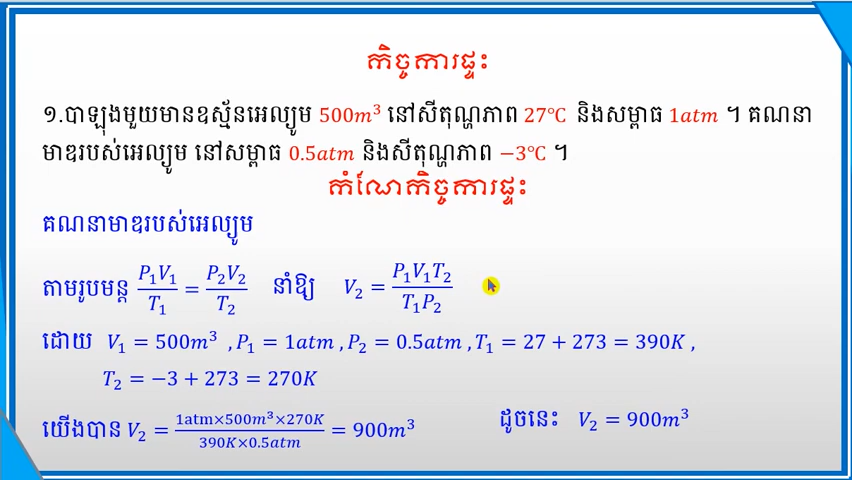 កិច្ចការផ្ទះ
១.បាឡុងមួយមានឧស្ម័នអេល្យូម 500m³ នៅសីតុណ្ហភាព 27°C និងសម្ពាធ 1atm ។ គណនា
មាឌរបស់អេល្យូម នៅសម្ពាធ 0.5atm និងសីតុណ្ហភាព −3°C ។
កំណែកិច្ចការផ្ទះ
គណនាមាឌរបស់អេល្យូម
តាមរូបមន្ត P₁V₁/T₁ = P₂V₂/T₂ នាំឱ្យ V₂ = P₁V₁T₂/T₁P₂
ដោយ V₁ = 500m³ , P₁ = 1atm , P₂ = 0.5atm , T₁ = 27 + 273 = 390K ,
T₂ = −3 + 273 = 270K
យើងបាន V₂ = 1atm×500m³×270K/390K×0.5atm = 900m³ ដូចនេះ V₂ = 900m³